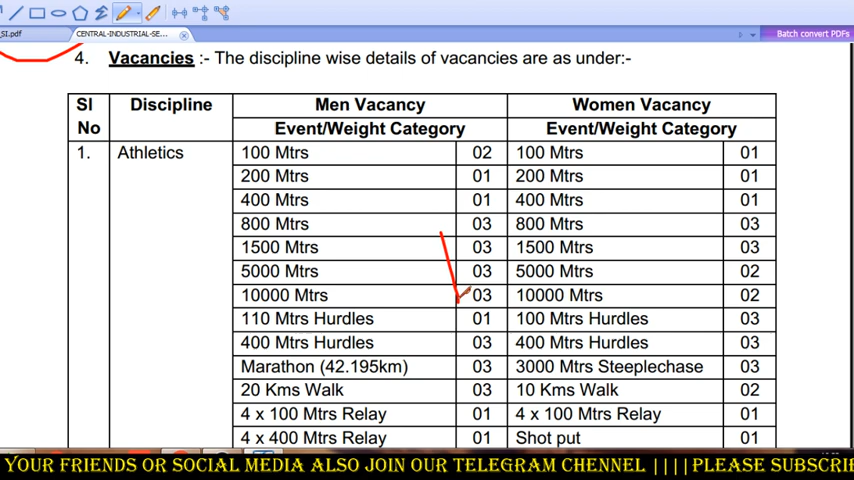 _SI.pdf
CENTRAL-INDUSTRIAL-SE...
Batch convert PDFs
4. Vacancies :- The discipline wise details of vacancies are as under:-
Sl No Discipline Men Vacancy Women Vacancy
Event/Weight Category Event/Weight Category
1. Athletics 100 Mtrs 02 100 Mtrs 01
200 Mtrs 01 200 Mtrs 01
400 Mtrs 01 400 Mtrs 01
800 Mtrs 03 800 Mtrs 03
1500 Mtrs 03 1500 Mtrs 03
5000 Mtrs 03 5000 Mtrs 02
10000 Mtrs 03 10000 Mtrs 02
110 Mtrs Hurdles 01 100 Mtrs Hurdles 03
400 Mtrs Hurdles 03 400 Mtrs Hurdles 03
Marathon (42.195km) 03 3000 Mtrs Steeplechase 03
20 Kms Walk 03 10 Kms Walk 02
4 x 100 Mtrs Relay 01 4 x 100 Mtrs Relay 01
4 x 400 Mtrs Relay 01 Shot put 01
YOUR FRIENDS OR SOCIAL MEDIA ALSO JOIN OUR TELEGRAM CHENNEL ||||PLEASE SUBSCRI